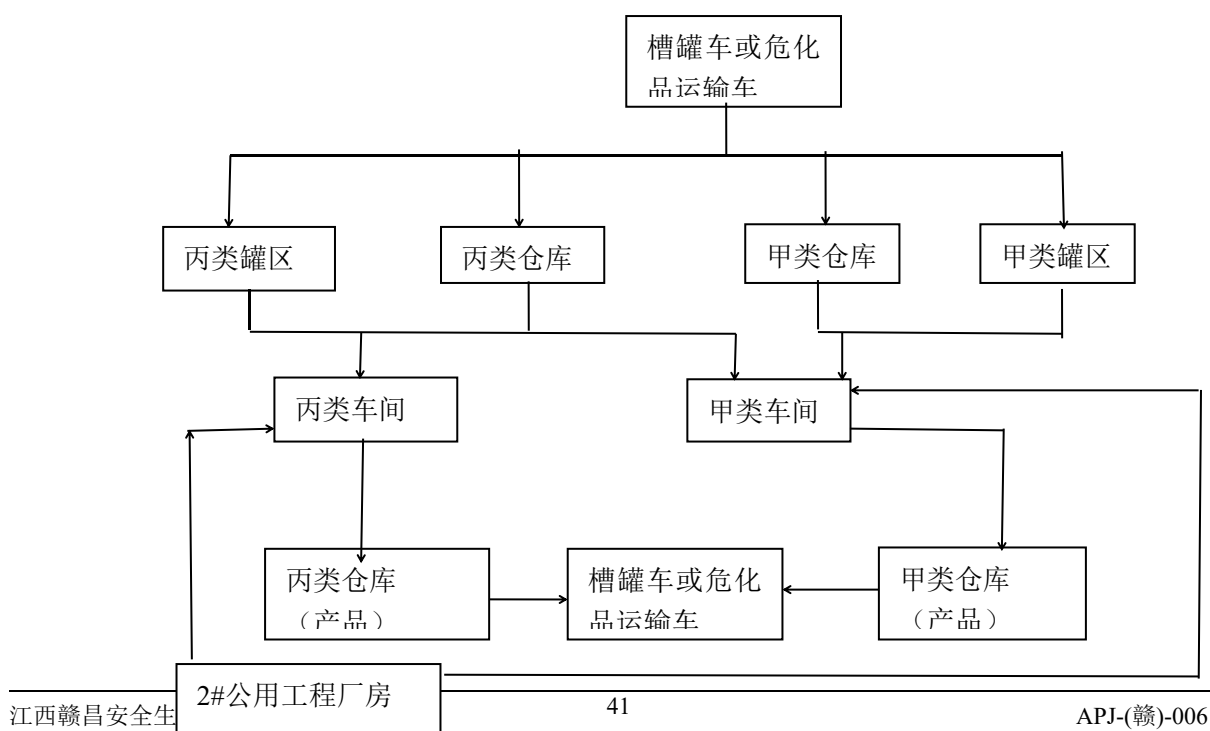 槽罐车或危化
品运输车
丙类罐区
丙类仓库
甲类仓库
甲类罐区
丙类车间
甲类车间
丙类仓库
（产品）
槽罐车或危化
品运输车
甲类仓库
（产品）
2#公用工程厂房
江西赣昌安全生
41
APJ-(赣)-006